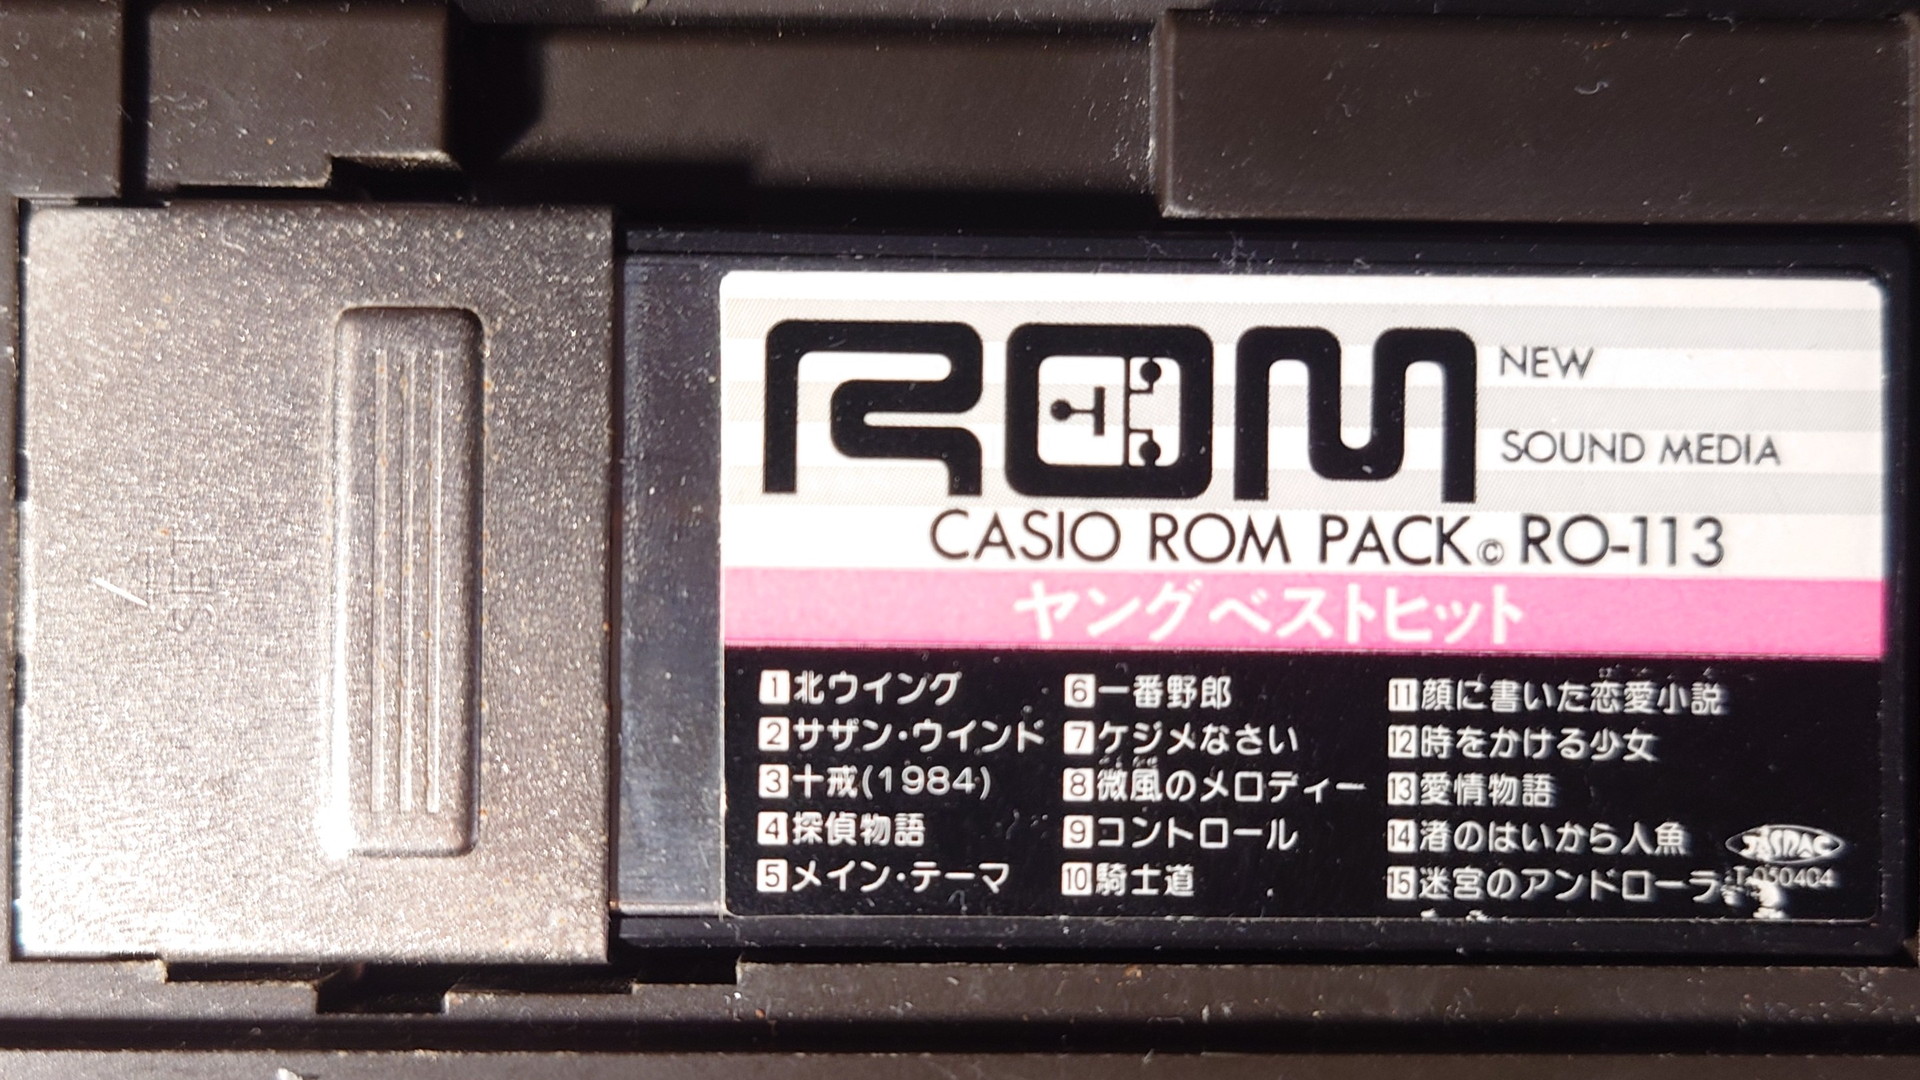 ROM
NEW
SOUND MEDIA
CASIO ROM PACK© RO-113
ヤングベストヒット
1北ウイング
2サザン・ウインド
3十戒(1984)
4探偵物語
5メイン・テーマ
6一番野郎
7ケジメなさい
8微風のメロディー
9コントロール
10騎士道
11顔に書いた恋愛小説
12時をかける少女
13愛情物語
14渚のはいから人魚
15迷宮のアンドローラ
JASRAC
T-050404
SET